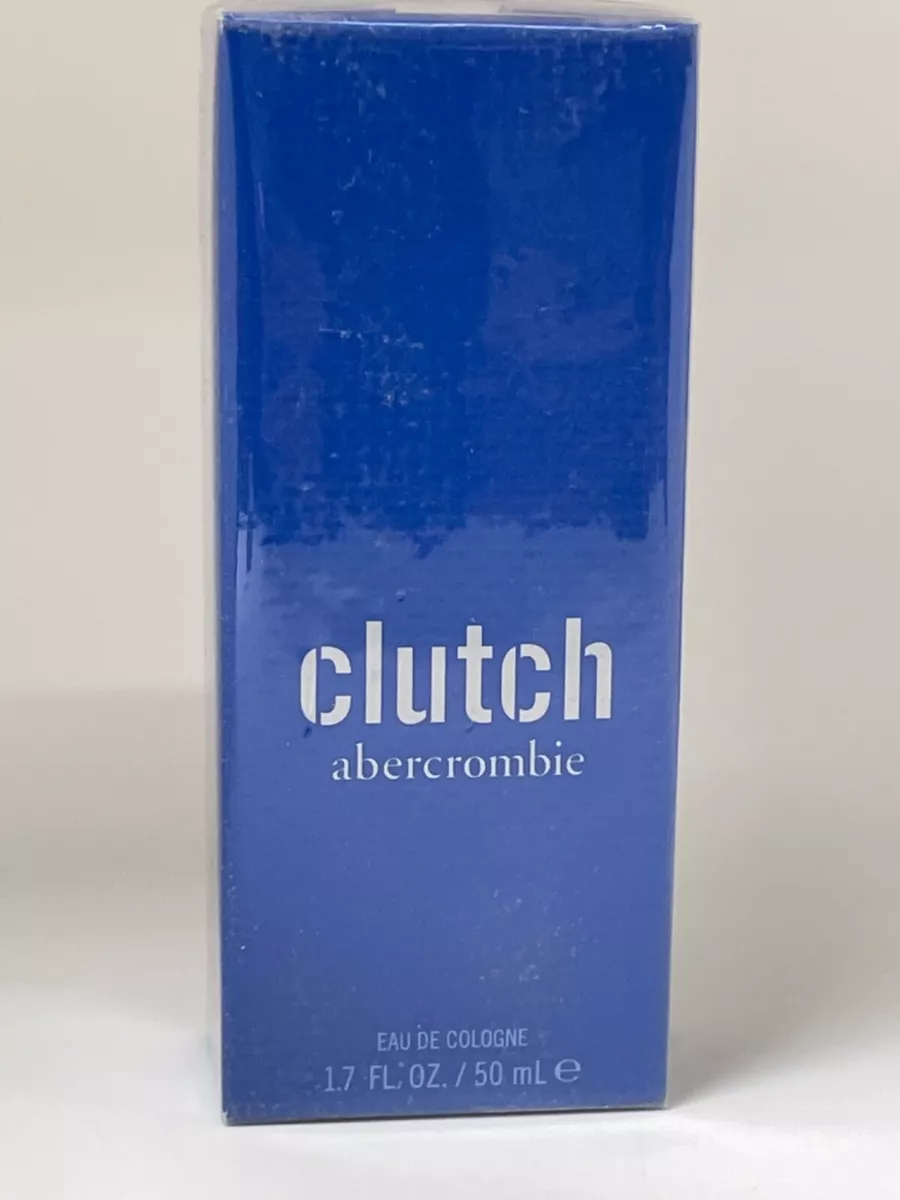 clutch
abercrombie
EAU DE COLOGNE
1.7 FL. OZ. / 50 mL ℮